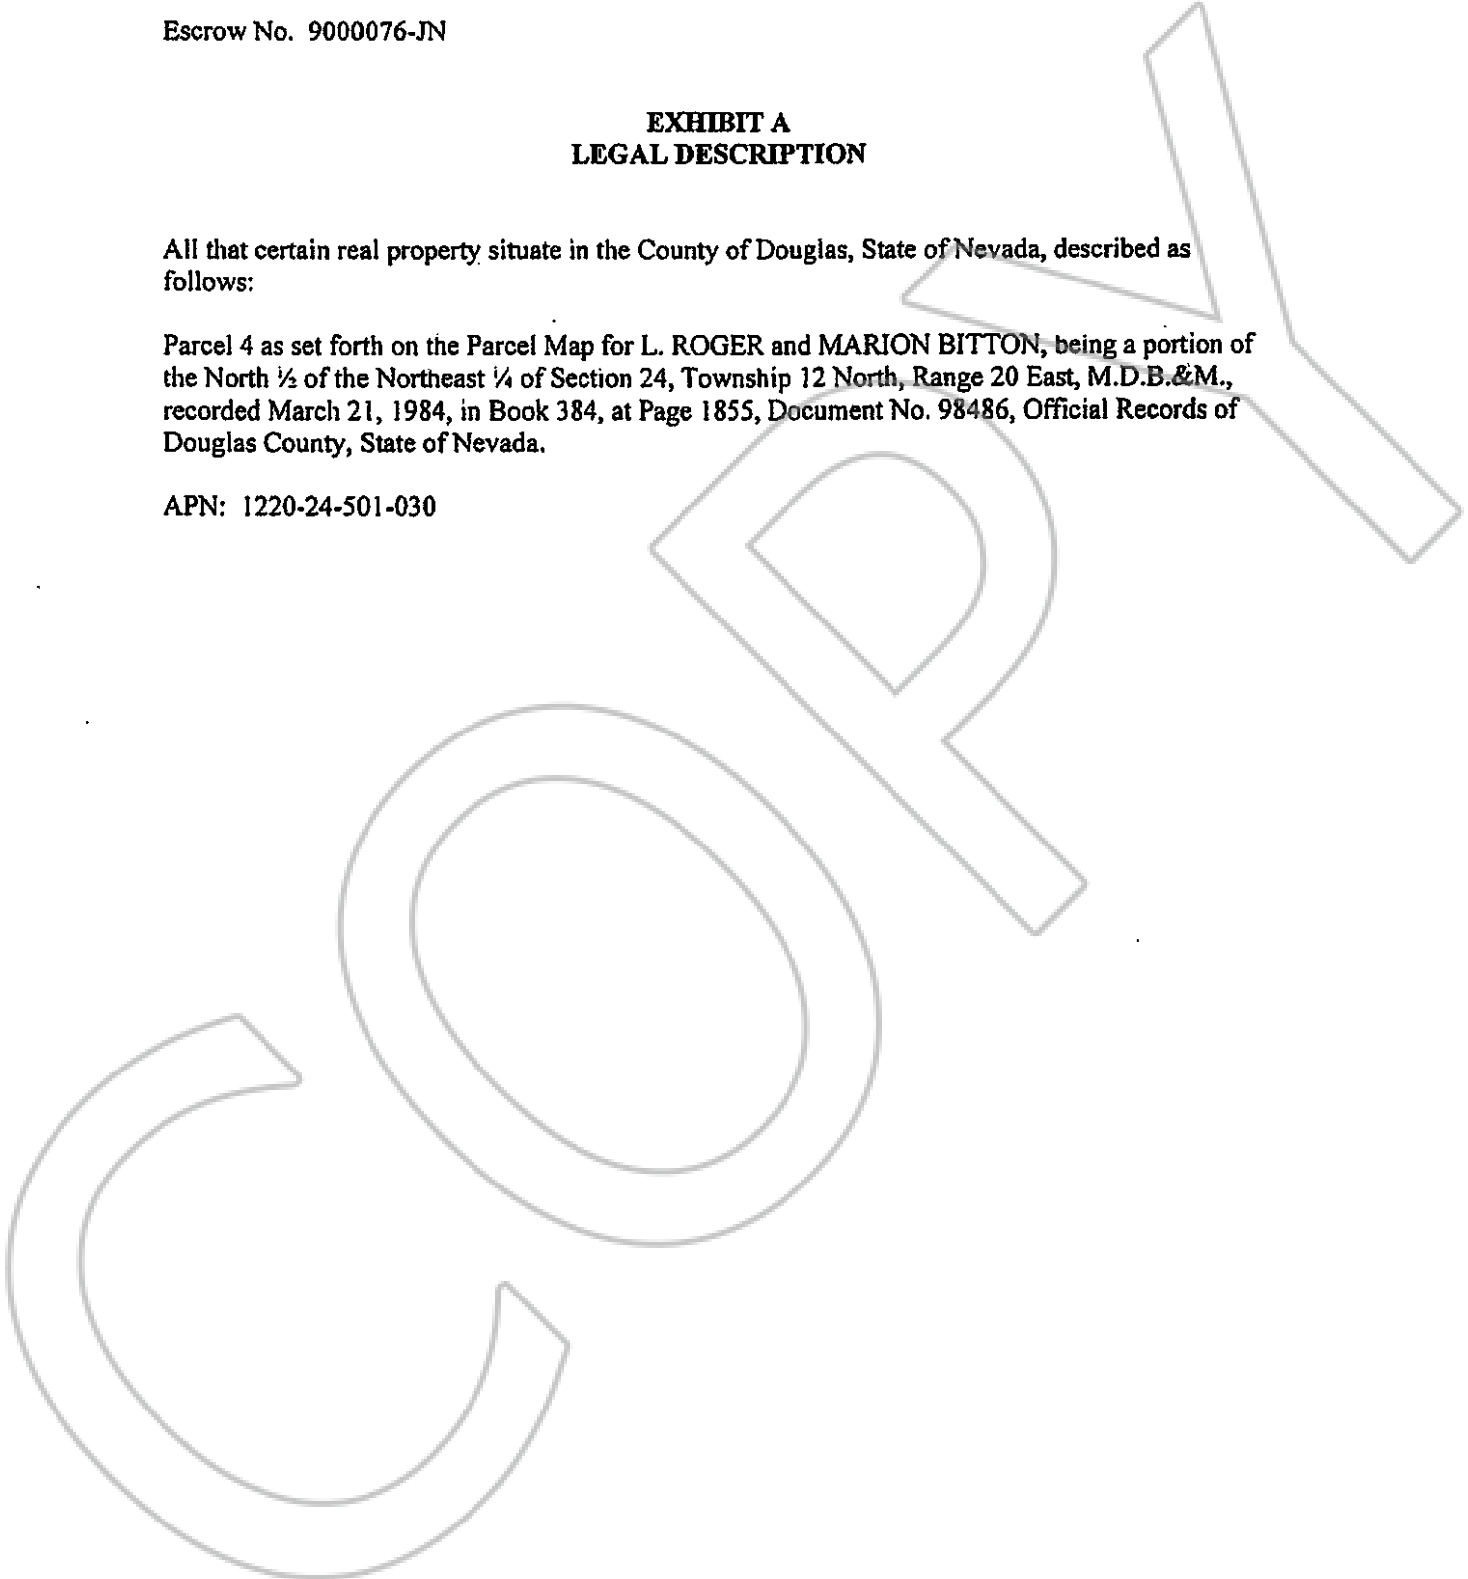 Escrow No. 9000076-JN
EXHIBIT A
LEGAL DESCRIPTION
All that certain real property situate in the County of Douglas, State of Nevada, described as
follows:
Parcel 4 as set forth on the Parcel Map for L. ROGER and MARION BITTON, being a portion of
the North ½ of the Northeast ¼ of Section 24, Township 12 North, Range 20 East, M.D.B.&M.,
recorded March 21, 1984, in Book 384, at Page 1855, Document No. 98486, Official Records of
Douglas County, State of Nevada.
APN: 1220-24-501-030
COPY